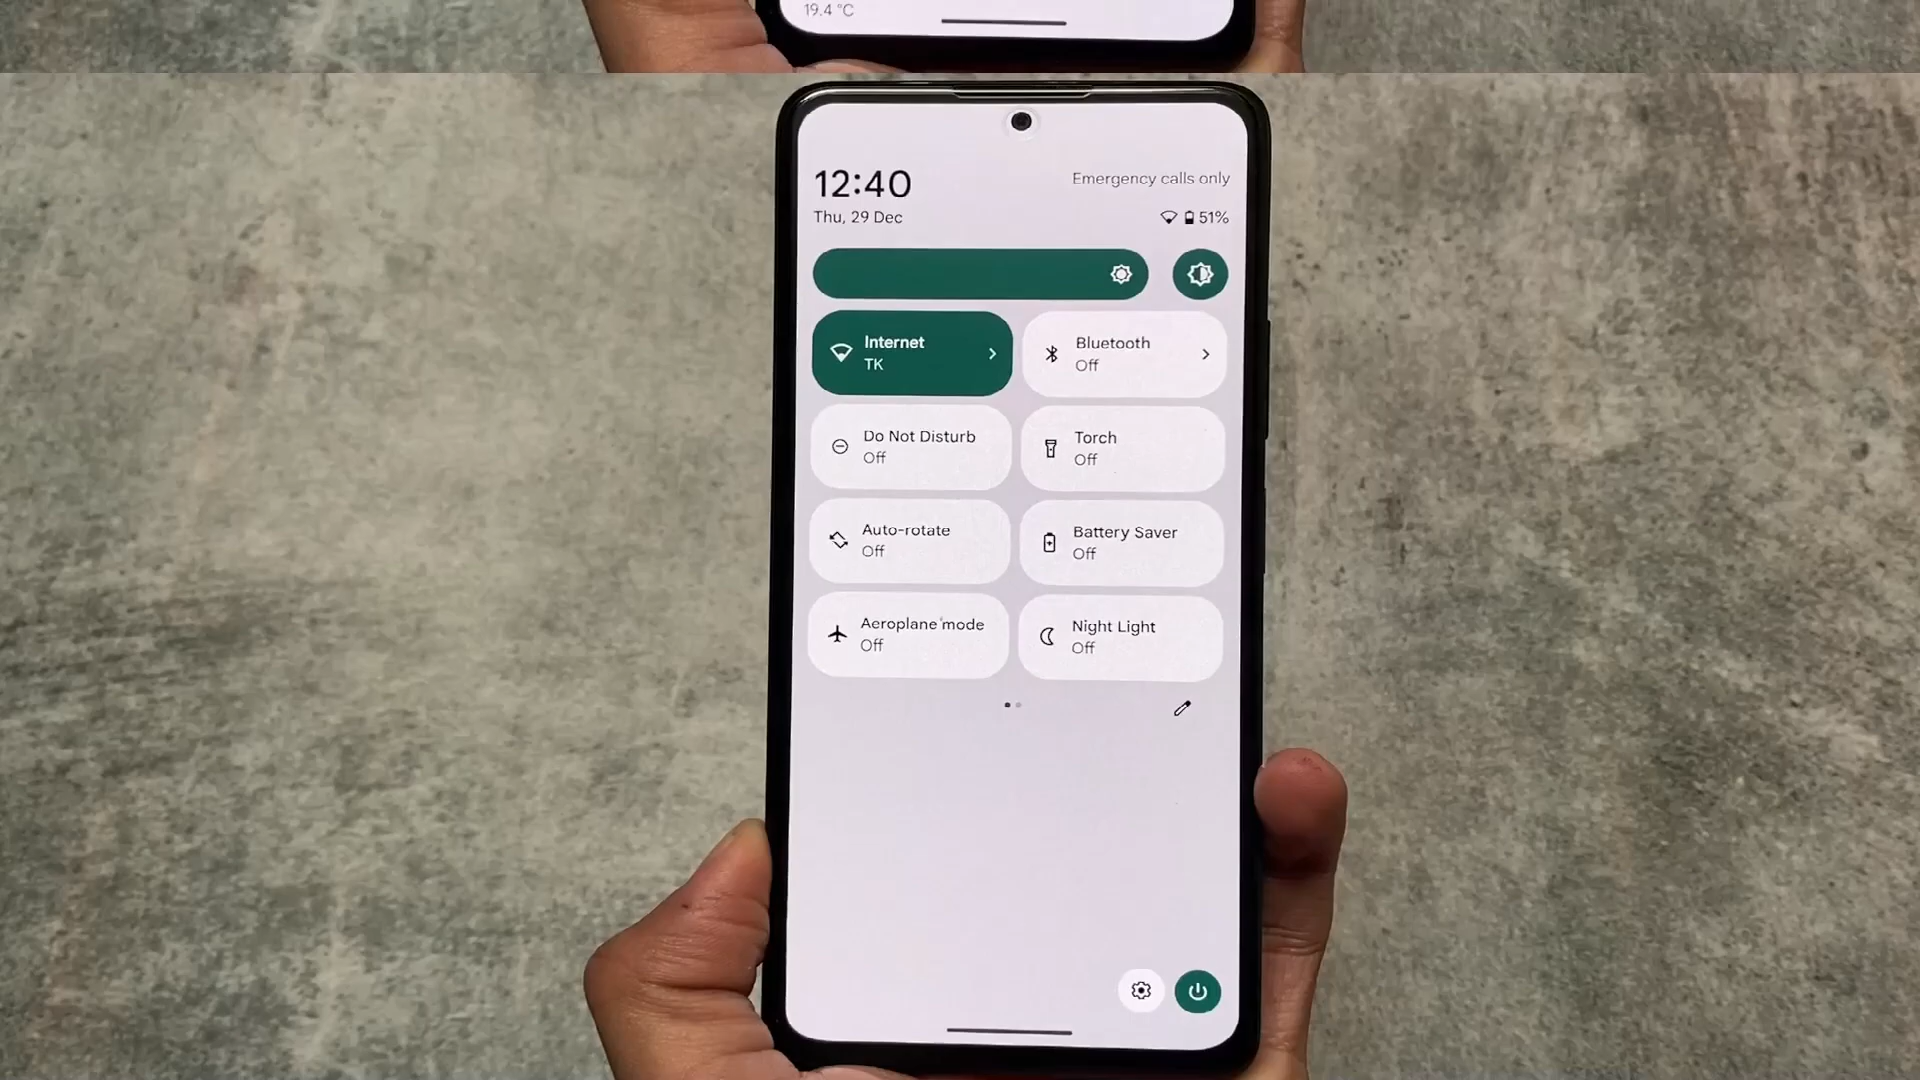 19.4 °C
12:40
Emergency calls only
Thu, 29 Dec
51%
Internet
TK
Bluetooth
Off
Do Not Disturb
Off
Torch
Off
Auto-rotate
Off
Battery Saver
Off
Aeroplane mode
Off
Night Light
Off